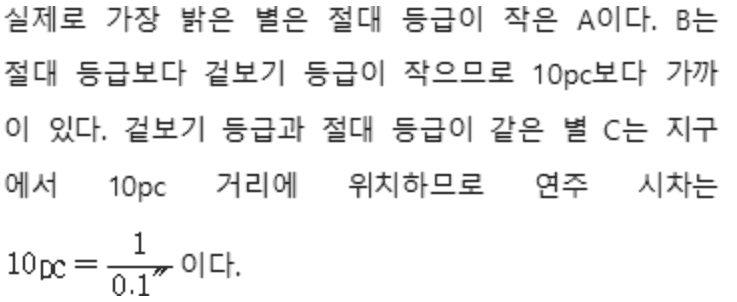 실제로 가장 밝은 별은 절대 등급이 작은 A이다. B는
절대 등급보다 겉보기 등급이 작으므로 10pc보다 가까
이 있다. 겉보기 등급과 절대 등급이 같은 별 C는 지구
에서 10pc 거리에 위치하므로 연주 시차는
10pc = 1/0.1″ 이다.